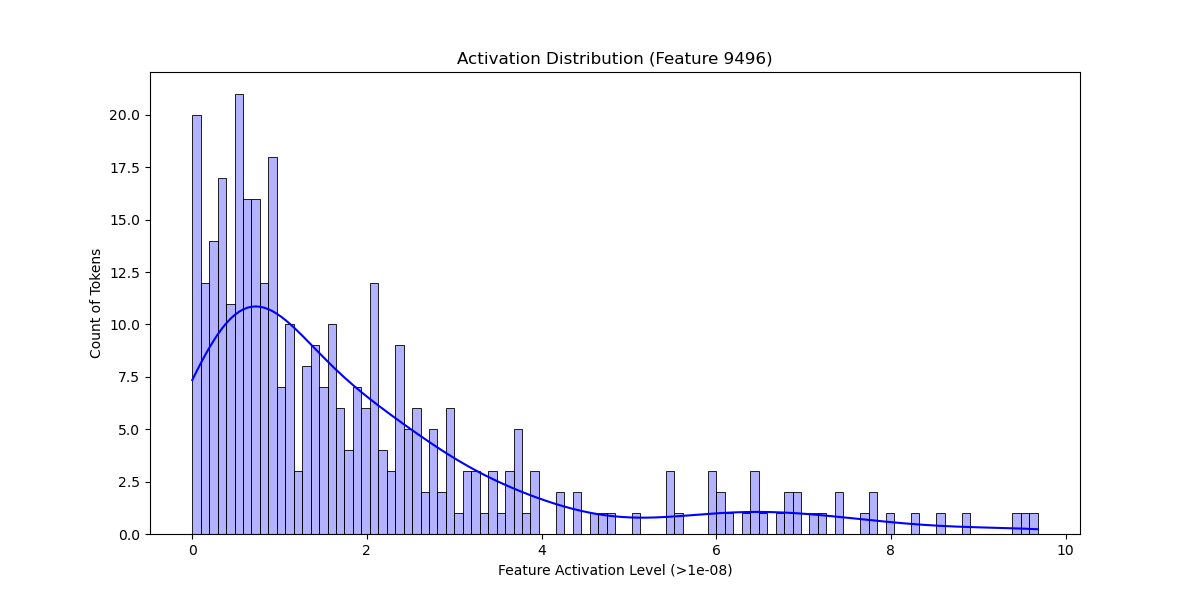 Activation Distribution (Feature 9496)
Count of Tokens
20.0
17.5
15.0
12.5
10.0
7.5
5.0
2.5
0.0
0 2 4 6 8 10
Feature Activation Level (>1e-08)